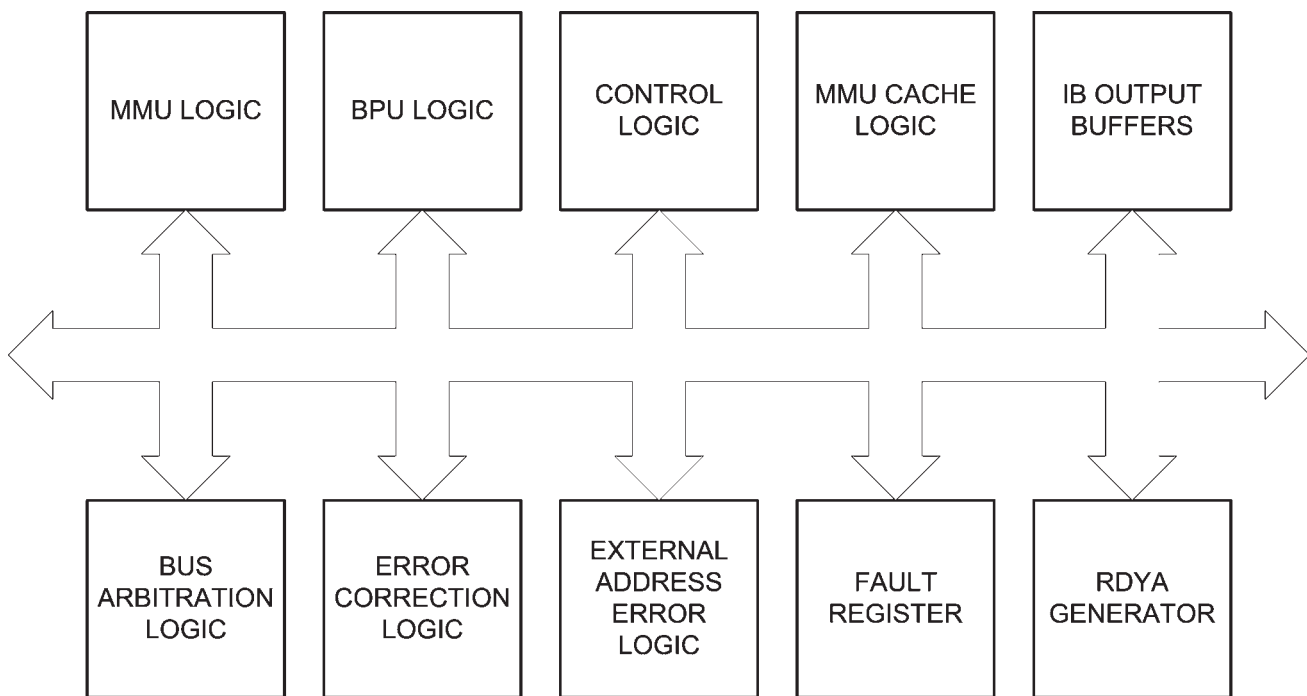 MMU LOGIC
BPU LOGIC
CONTROL
LOGIC
MMU CACHE
LOGIC
IB OUTPUT
BUFFERS
BUS
ARBITRATION
LOGIC
ERROR
CORRECTION
LOGIC
EXTERNAL
ADDRESS
ERROR
LOGIC
FAULT
REGISTER
RDYA
GENERATOR